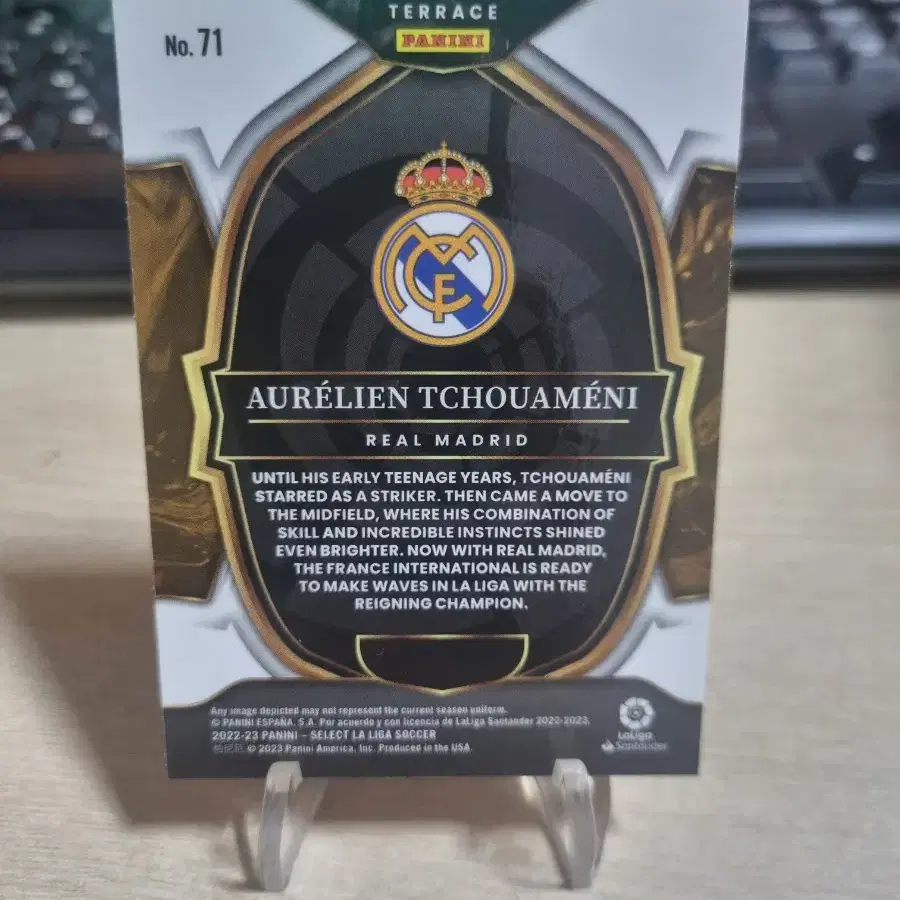 TERRACE
PANINI
No. 71
AURÉLIEN TCHOUAMÉNI
REAL MADRID
UNTIL HIS EARLY TEENAGE YEARS, TCHOUAMÉNI
STARRED AS A STRIKER. THEN CAME A MOVE TO
THE MIDFIELD, WHERE HIS COMBINATION OF
SKILL AND INCREDIBLE INSTINCTS SHINED
EVEN BRIGHTER. NOW WITH REAL MADRID,
THE FRANCE INTERNATIONAL IS READY
TO MAKE WAVES IN LA LIGA WITH THE
REIGNING CHAMPION.
Any image depicted may not represent the current season uniform.
© PANINI ESPAÑA, S.A. Por acuerdo y con licencia de LaLiga Santander 2022-2023.
2022-23 PANINI – SELECT LA LIGA SOCCER
© 2023 Panini America, Inc. Produced in the USA.
LaLiga
Santander